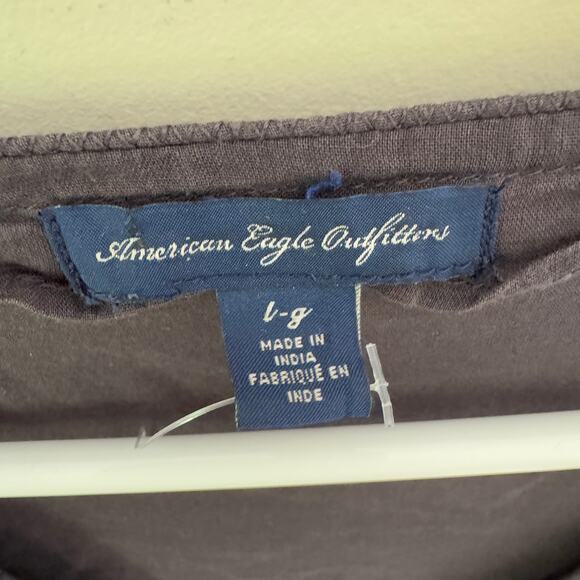 American Eagle Outfitters
l-g
MADE IN
INDIA
FABRIQUÉ EN
INDE